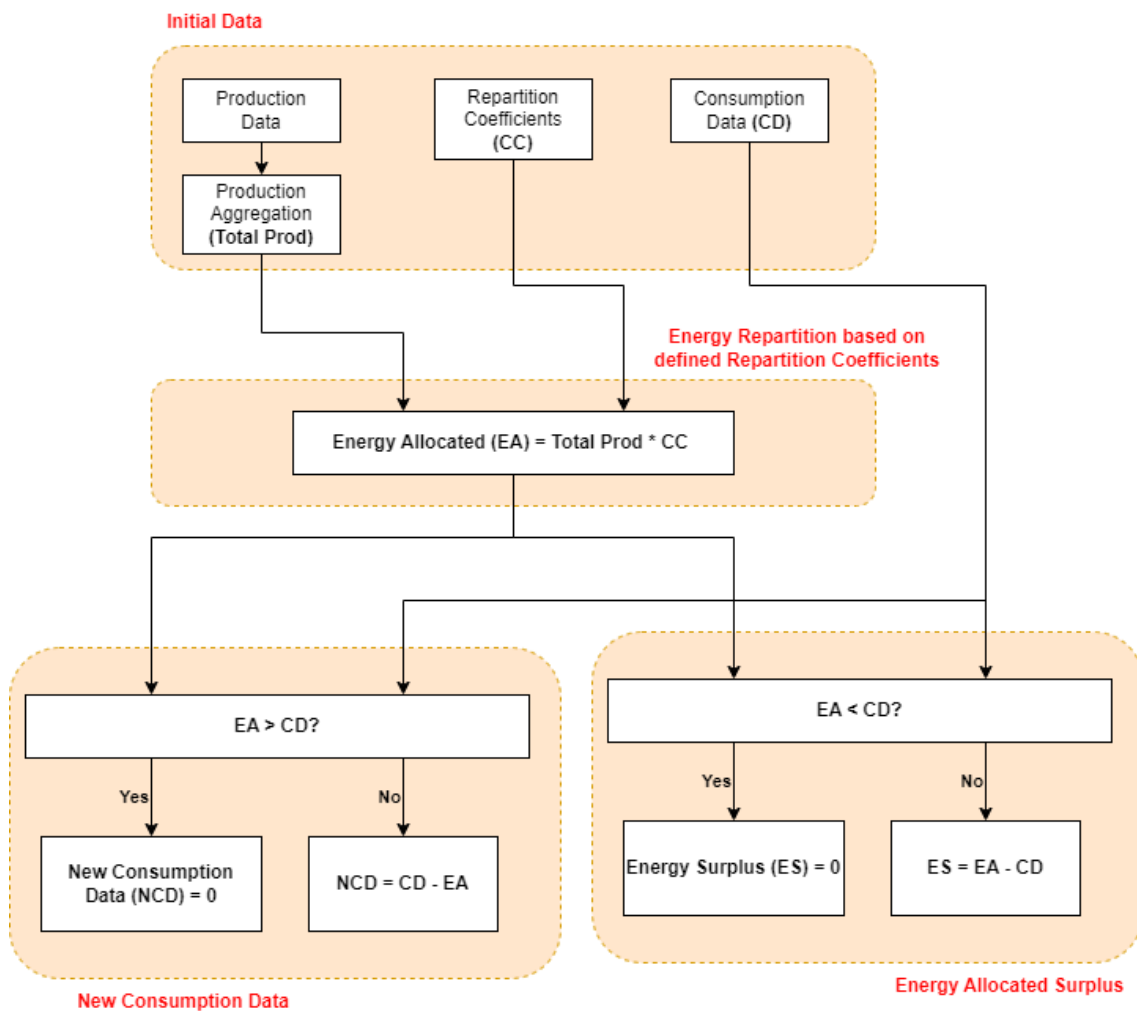 Initial Data
Production
Data
Repartition
Coefficients
(CC)
Consumption
Data (CD)
Production
Aggregation
(Total Prod)
Energy Repartition based on
defined Repartition Coefficients
Energy Allocated (EA) = Total Prod * CC
EA > CD?
Yes
No
New Consumption
Data (NCD) = 0
NCD = CD - EA
New Consumption Data
EA < CD?
Yes
No
Energy Surplus (ES) = 0
ES = EA - CD
Energy Allocated Surplus